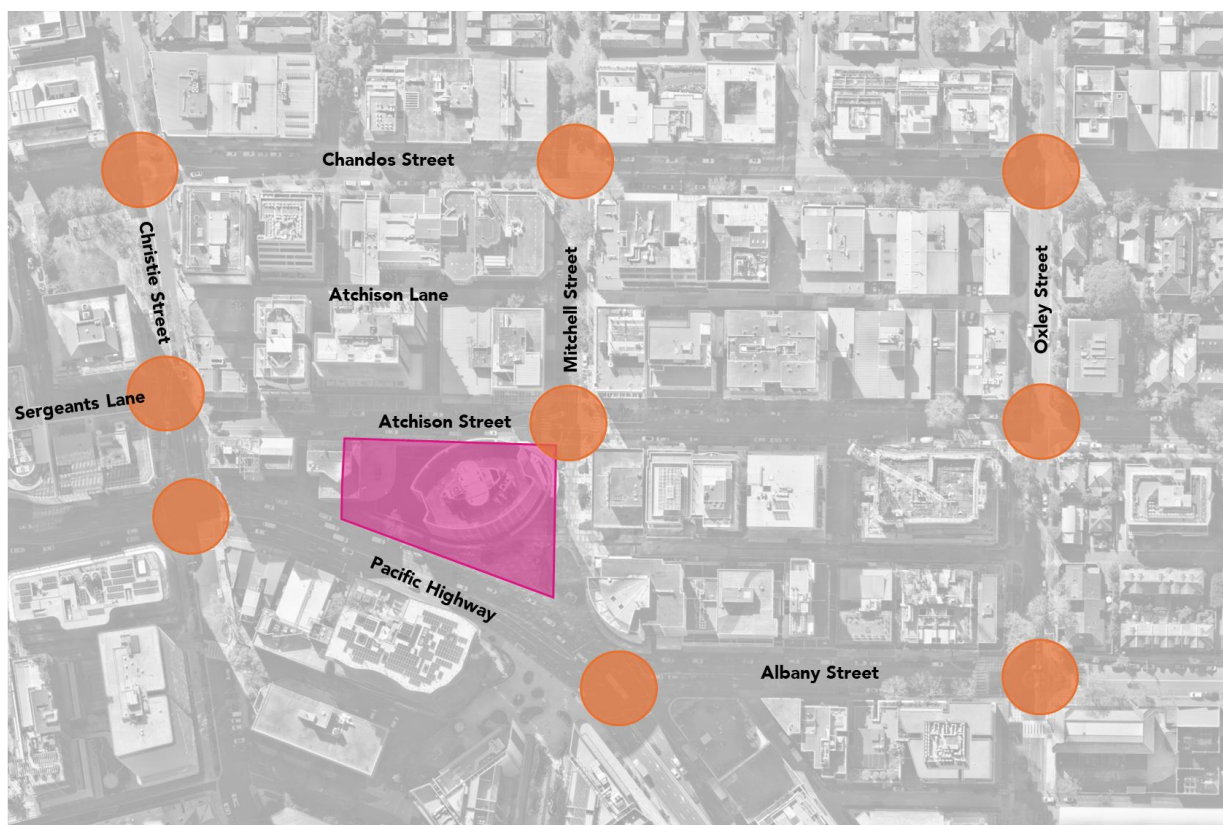 Chandos Street
Christie Street
Atchison Lane
Mitchell Street
Oxley Street
Sergeants Lane
Atchison Street
Pacific Highway
Albany Street